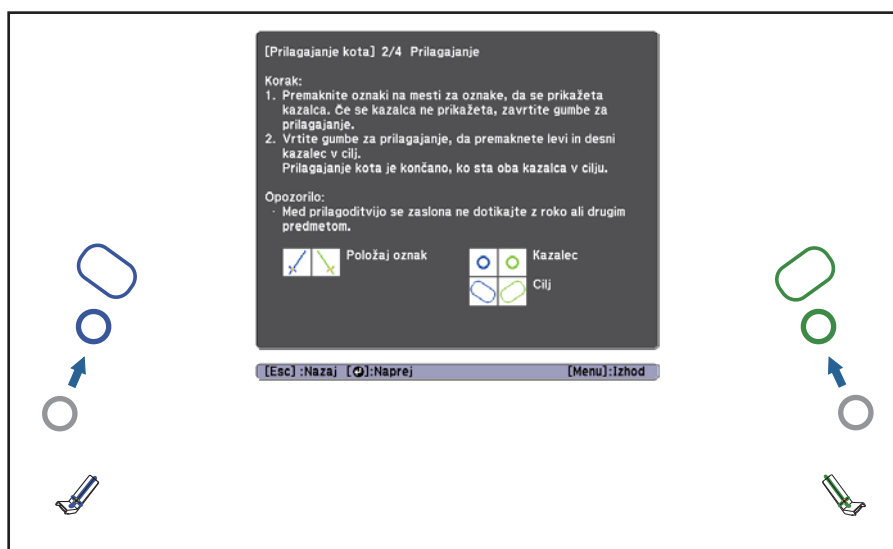 [Prilagajanje kota] 2/4 Prilagajanje
Korak:
1. Premaknite oznaki na mesti za oznake, da se prikažeta
kazalca. Če se kazalca ne prikažeta, zavrtite gumbe za
prilagajanje.
2. Vrtite gumbe za prilagajanje, da premaknete levi in desni
kazalec v cilj.
Prilagajanje kota je končano, ko sta oba kazalca v cilju.
Opozorilo:
· Med prilagoditvijo se zaslona ne dotikajte z roko ali drugim
predmetom.
Položaj oznak
Kazalec
Cilj
[Esc] :Nazaj [⏎]:Naprej [Menu]:Izhod